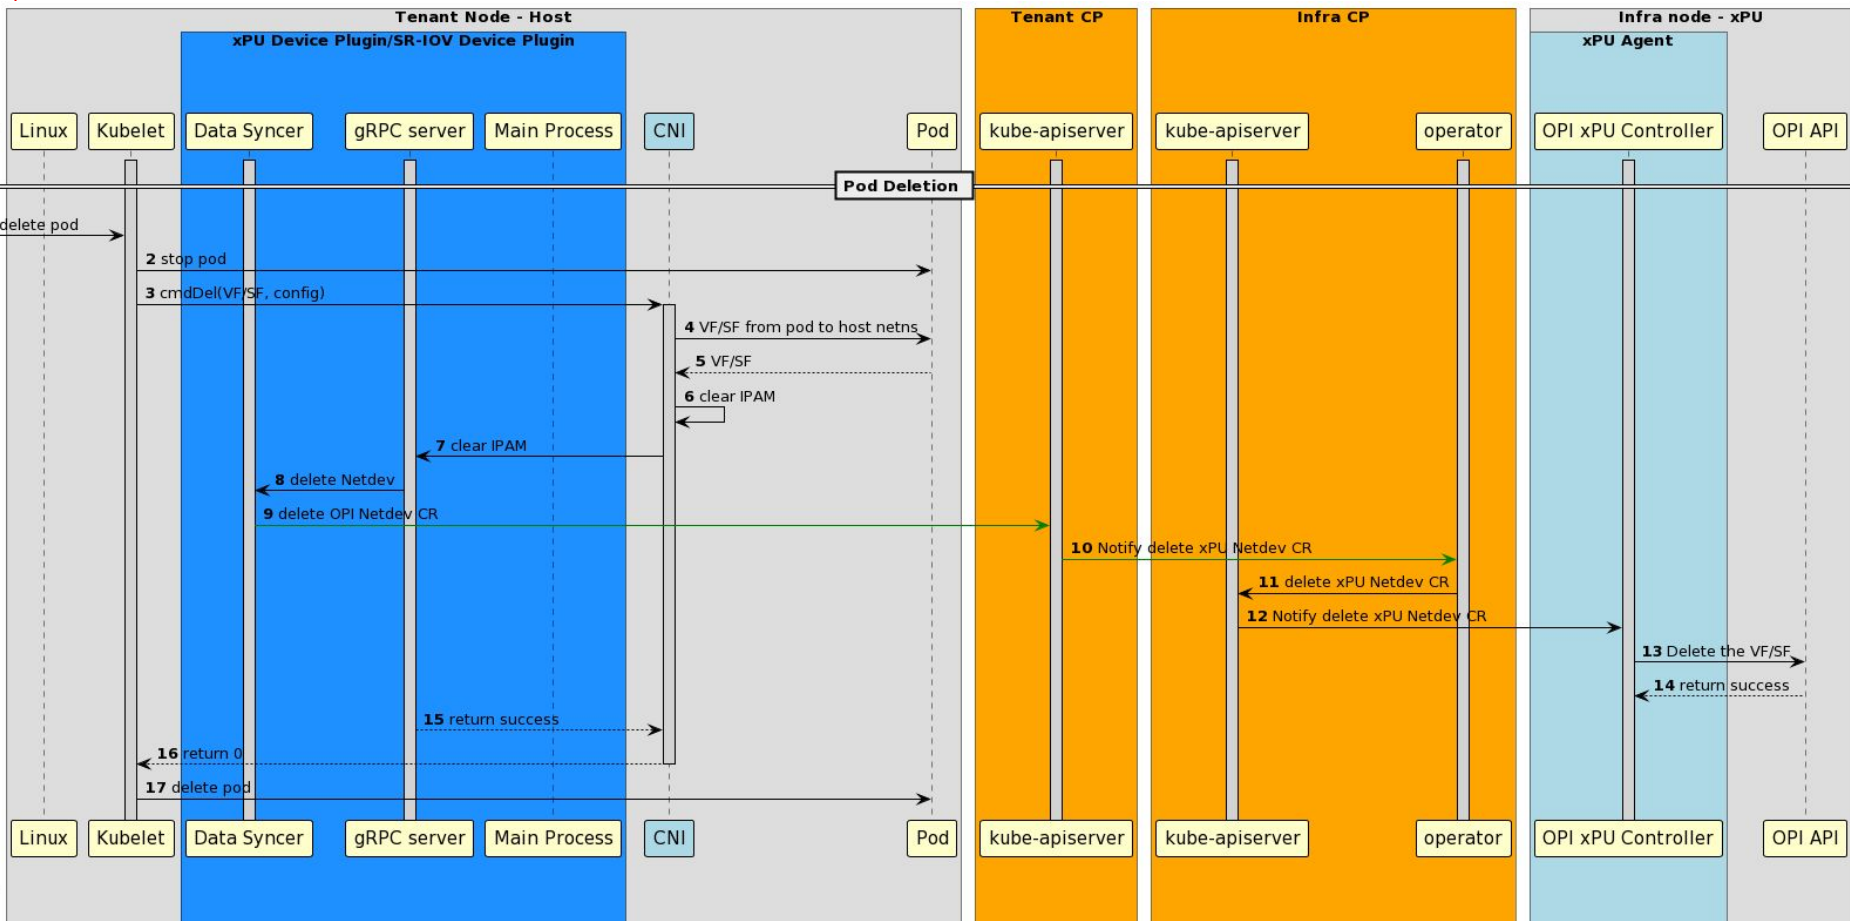 Tenant Node - Host
Tenant CP
Infra CP
Infra node - xPU
xPU Device Plugin/SR-IOV Device Plugin
xPU Agent
Linux
Kubelet
Data Syncer
gRPC server
Main Process
CNI
Pod
kube-apiserver
kube-apiserver
operator
OPI xPU Controller
OPI API
Pod Deletion
delete pod
2 stop pod
3 cmdDel(VF/SF, config)
4 VF/SF from pod to host netns
5 VF/SF
6 clear IPAM
7 clear IPAM
8 delete Netdev
9 delete OPI Netdev CR
10 Notify delete xPU Netdev CR
11 delete xPU Netdev CR
12 Notify delete xPU Netdev CR
13 Delete the VF/SF
14 return success
15 return success
16 return 0
17 delete pod
Linux
Kubelet
Data Syncer
gRPC server
Main Process
CNI
Pod
kube-apiserver
kube-apiserver
operator
OPI xPU Controller
OPI API